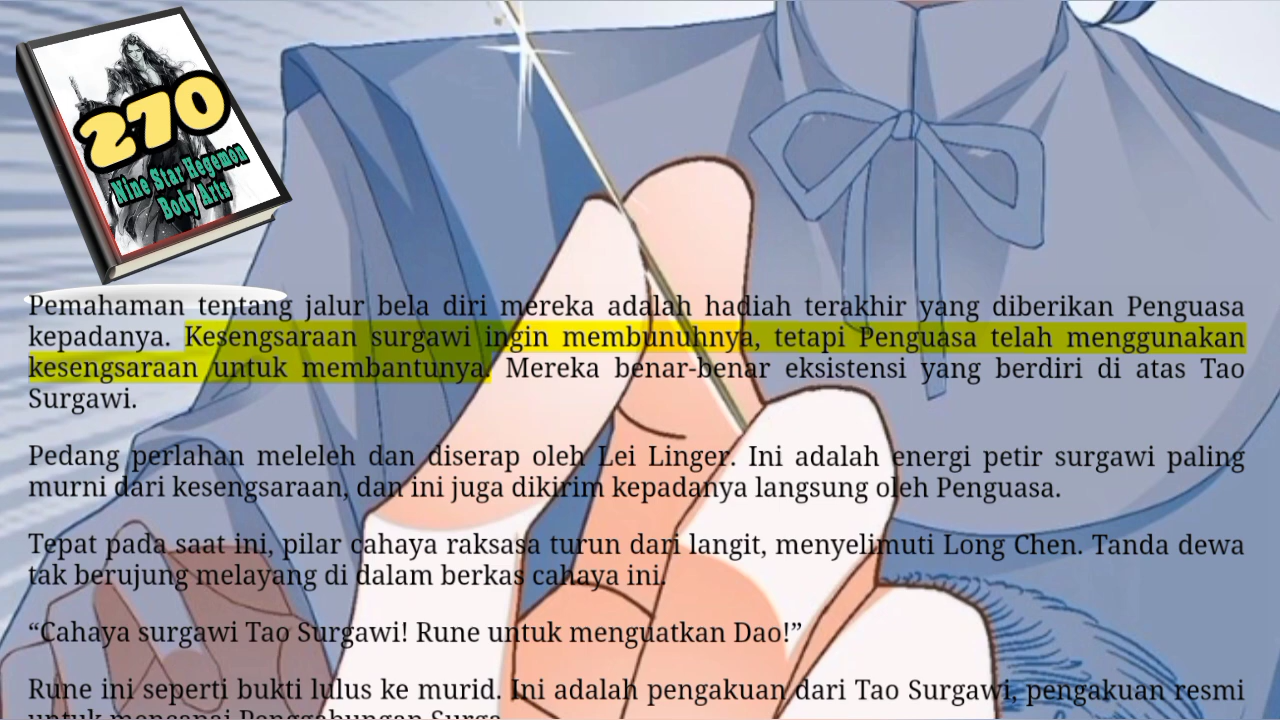 270
Nine Star Hegemon
Body Arts
Pemahaman tentang jalur bela diri mereka adalah hadiah terakhir yang diberikan Penguasa
kepadanya. Kesengsaraan surgawi ingin membunuhnya, tetapi Penguasa telah menggunakan
kesengsaraan untuk membantunya. Mereka benar-benar eksistensi yang berdiri di atas Tao
Surgawi.
Pedang perlahan meleleh dan diserap oleh Lei Linger. Ini adalah energi petir surgawi paling
murni dari kesengsaraan, dan ini juga dikirim kepadanya langsung oleh Penguasa.
Tepat pada saat ini, pilar cahaya raksasa turun dari langit, menyelimuti Long Chen. Tanda dewa
tak berujung melayang di dalam berkas cahaya ini.
“Cahaya surgawi Tao Surgawi! Rune untuk menguatkan Dao!”
Rune ini seperti bukti lulus ke murid. Ini adalah pengakuan dari Tao Surgawi, pengakuan resmi
untuk mencapai Penggabungan Surga.